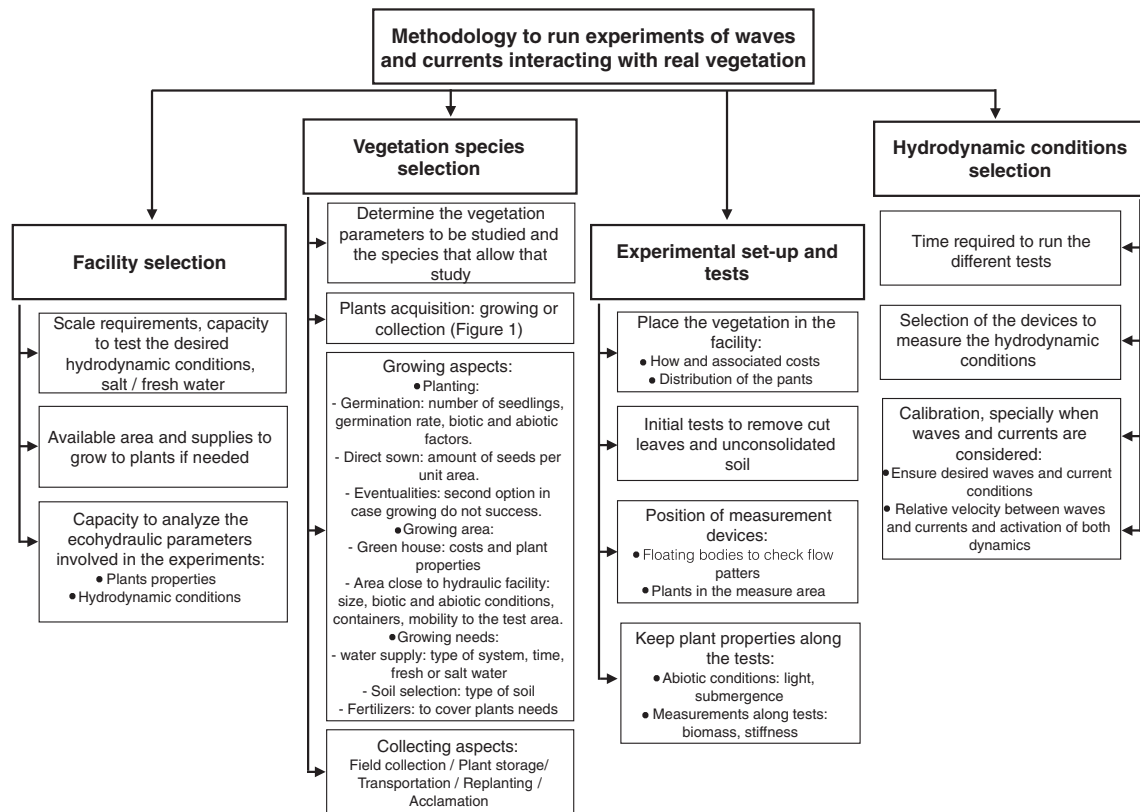 Methodology to run experiments of waves
and currents interacting with real vegetation
Facility selection
Scale requirements, capacity
to test the desired
hydrodynamic conditions,
salt / fresh water
Available area and supplies to
grow to plants if needed
Capacity to analyze the
ecohydraulic parameters
involved in the experiments:
● Plants properties
● Hydrodynamic conditions
Vegetation species
selection
Determine the vegetation
parameters to be studied and
the species that allow that
study
Plants acquisition: growing or
collection (Figure 1)
Growing aspects:
● Planting:
- Germination: number of seedlings,
germination rate, biotic and abiotic
factors.
- Direct sown: amount of seeds per
unit area.
- Eventualities: second option in
case growing do not success.
● Growing area:
- Green house: costs and plant
properties
- Area close to hydraulic facility:
size, biotic and abiotic conditions,
containers, mobility to the test area.
● Growing needs:
- water supply: type of system, time,
fresh or salt water
- Soil selection: type of soil
- Fertilizers: to cover plants needs
Collecting aspects:
Field collection / Plant storage/
Transportation / Replanting /
Acclamation
Experimental set-up and
tests
Place the vegetation in the
facility:
● How and associated costs
● Distribution of the pants
Initial tests to remove cut
leaves and unconsolidated
soil
Position of measurement
devices:
● Floating bodies to check flow
patters
● Plants in the measure area
Keep plant properties along
the tests:
● Abiotic conditions: light,
submergence
● Measurements along tests:
biomass, stiffness
Hydrodynamic conditions
selection
Time required to run the
different tests
Selection of the devices to
measure the hydrodynamic
conditions
Calibration, specially when
waves and currents are
considered:
● Ensure desired waves and current
conditions
● Relative velocity between waves
and currents and activation of both
dynamics